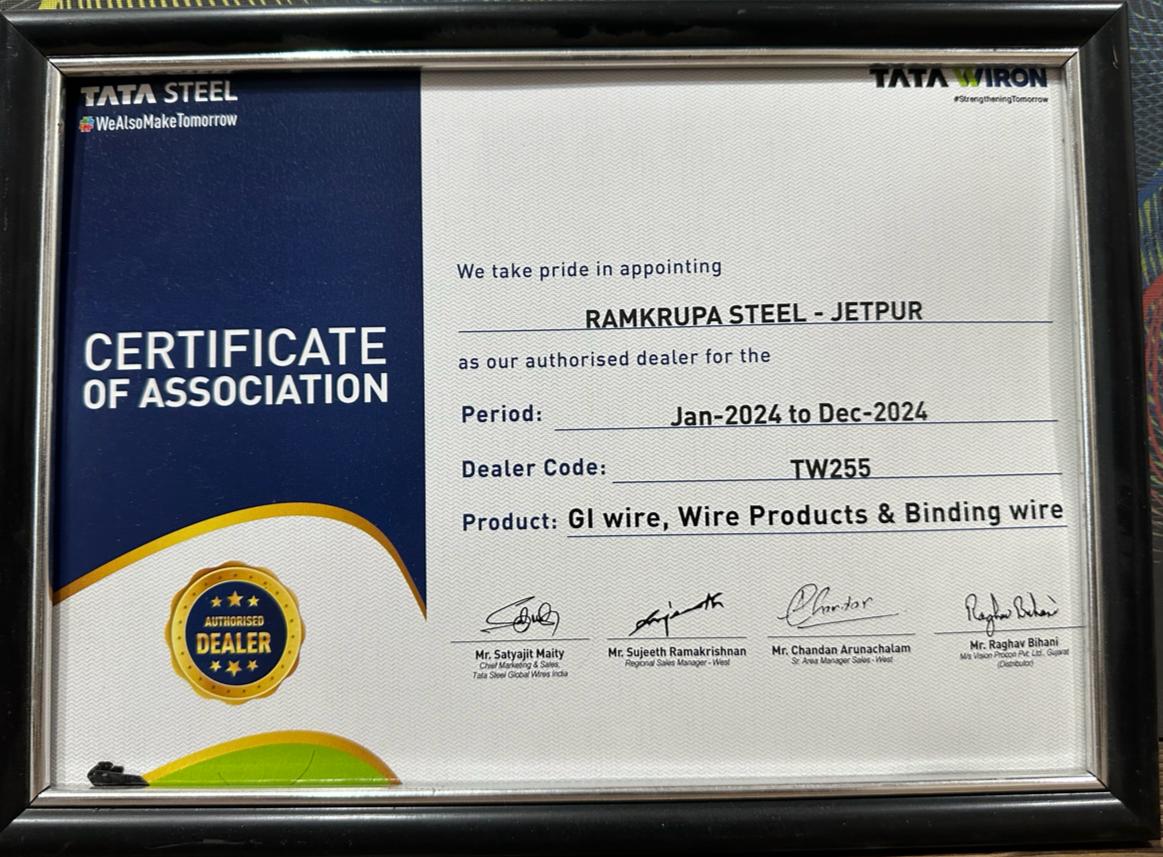 TATA STEEL
#WeAlsoMakeTomorrow
TATA WIRON
#StrengtheningTomorrow
CERTIFICATE
OF ASSOCIATION
We take pride in appointing
RAMKRUPA STEEL - JETPUR
as our authorised dealer for the
Period: Jan-2024 to Dec-2024
Dealer Code: TW255
Product: GI wire, Wire Products & Binding wire
AUTHORISED
DEALER
Raghav Bihani
Mr. Satyajit Maity
Chief Marketing & Sales,
Tata Steel Global Wires India
Mr. Sujeeth Ramakrishnan
Regional Sales Manager - West
Mr. Chandan Arunachalam
Sr. Area Manager Sales - West
Mr. Raghav Bihani
M/s Vision Procon Pvt. Ltd., Gujarat
(Distributor)